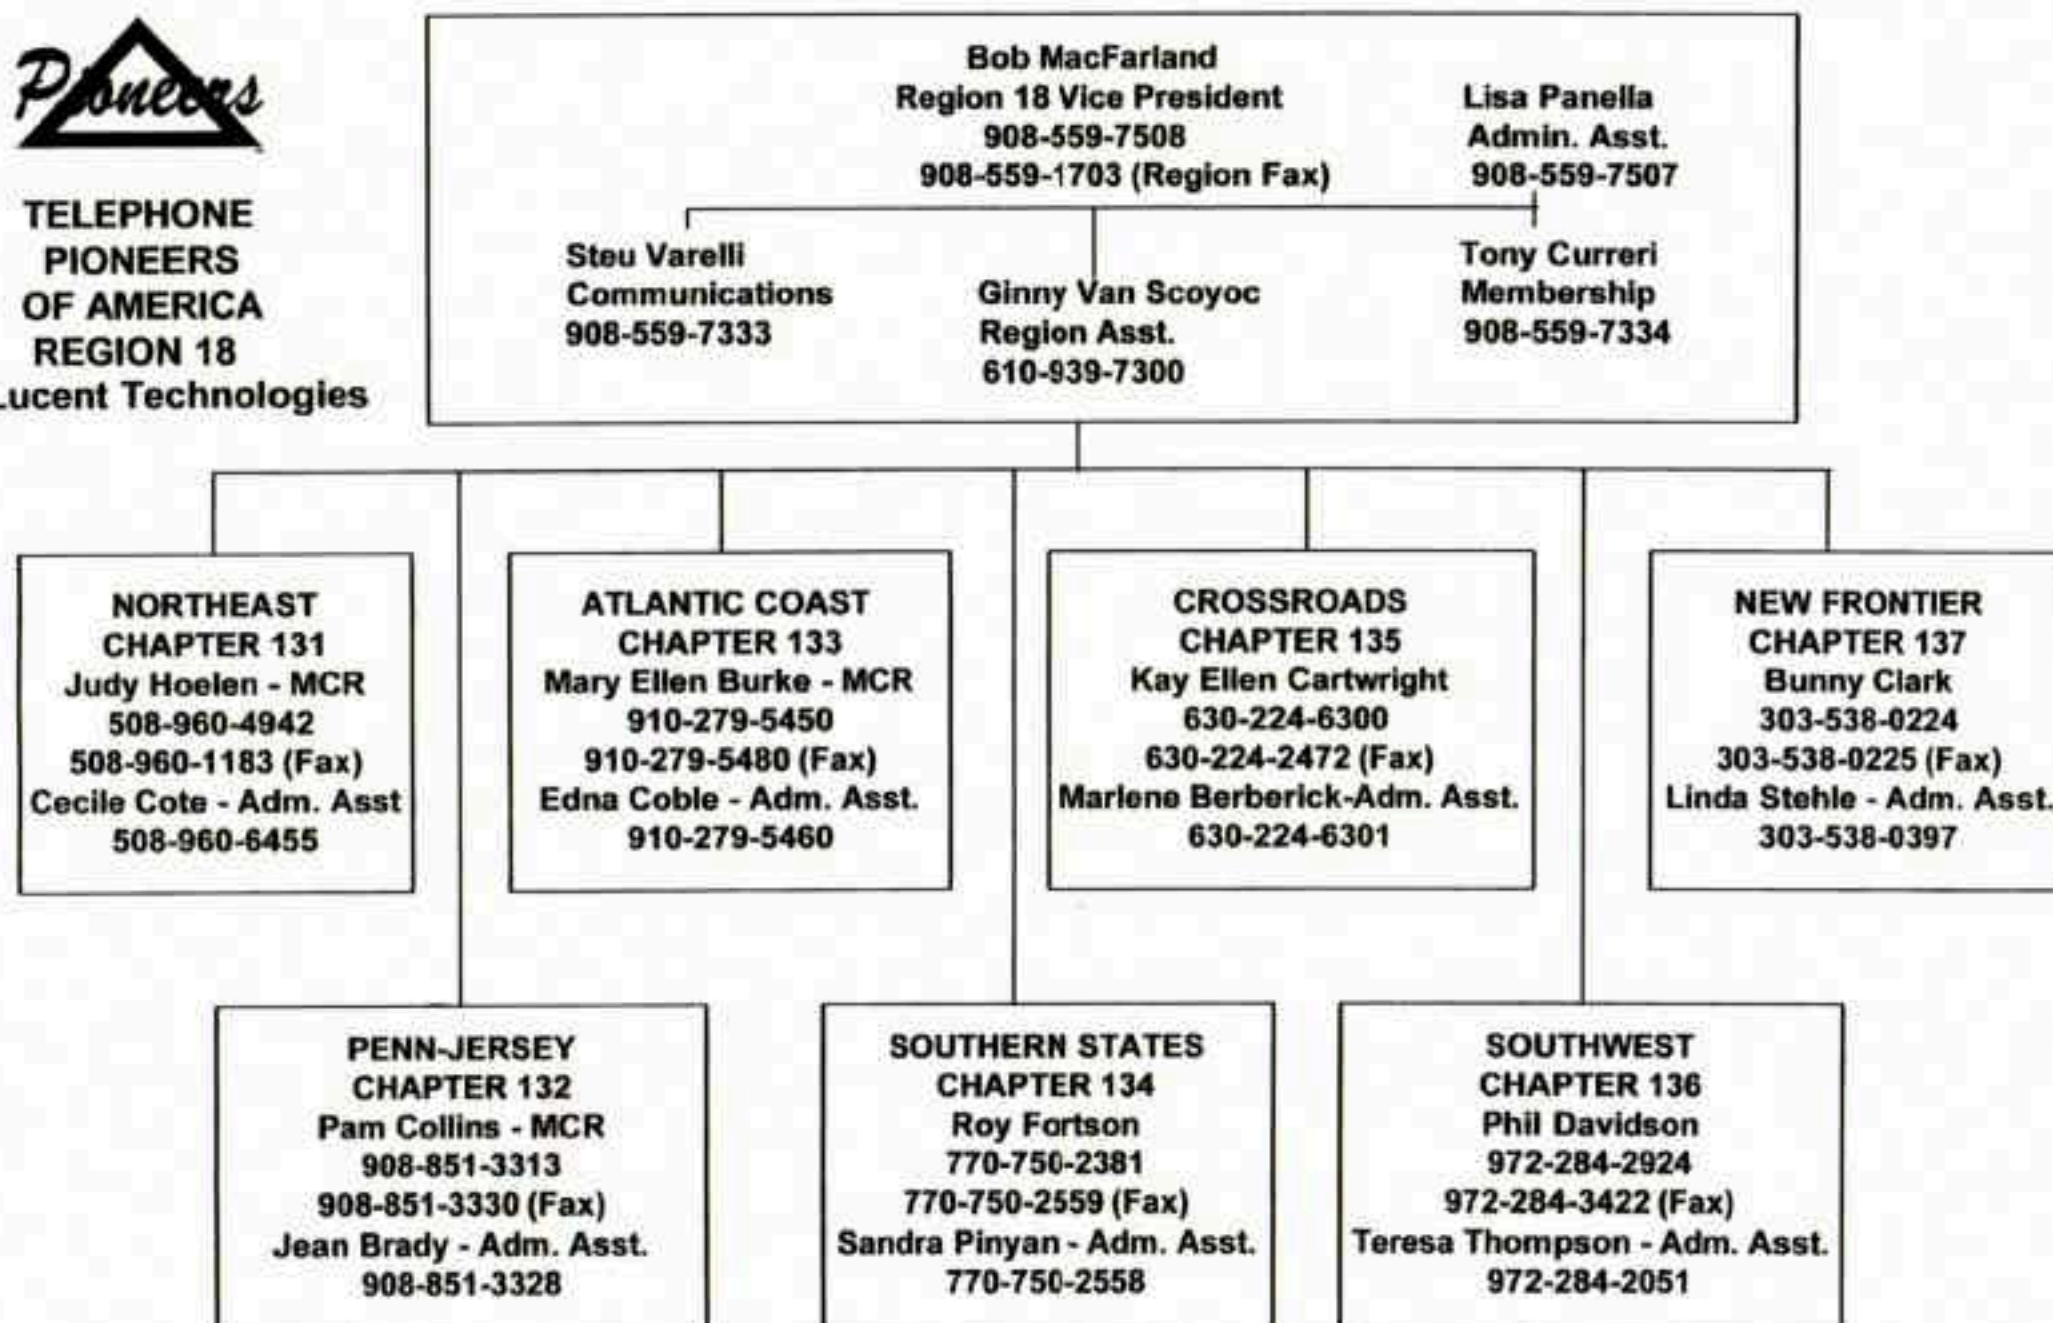 Pioneers
TELEPHONE
PIONEERS
OF AMERICA
REGION 18
Lucent Technologies
Bob MacFarland
Region 18 Vice President
908-559-7508
908-559-1703 (Region Fax)
Lisa Panella
Admin. Asst.
908-559-7507
Steu Varelli
Communications
908-559-7333
Ginny Van Scoyoc
Region Asst.
610-939-7300
Tony Curreri
Membership
908-559-7334
NORTHEAST
CHAPTER 131
Judy Hoelen - MCR
508-960-4942
508-960-1183 (Fax)
Cecile Cote - Adm. Asst
508-960-6455
ATLANTIC COAST
CHAPTER 133
Mary Ellen Burke - MCR
910-279-5450
910-279-5480 (Fax)
Edna Coble - Adm. Asst.
910-279-5460
CROSSROADS
CHAPTER 135
Kay Ellen Cartwright
630-224-6300
630-224-2472 (Fax)
Marlene Berberick-Adm. Asst.
630-224-6301
NEW FRONTIER
CHAPTER 137
Bunny Clark
303-538-0224
303-538-0225 (Fax)
Linda Stehle - Adm. Asst.
303-538-0397
PENN-JERSEY
CHAPTER 132
Pam Collins - MCR
908-851-3313
908-851-3330 (Fax)
Jean Brady - Adm. Asst.
908-851-3328
SOUTHERN STATES
CHAPTER 134
Roy Fortson
770-750-2381
770-750-2559 (Fax)
Sandra Pinyan - Adm. Asst.
770-750-2558
SOUTHWEST
CHAPTER 136
Phil Davidson
972-284-2924
972-284-3422 (Fax)
Teresa Thompson - Adm. Asst.
972-284-2051